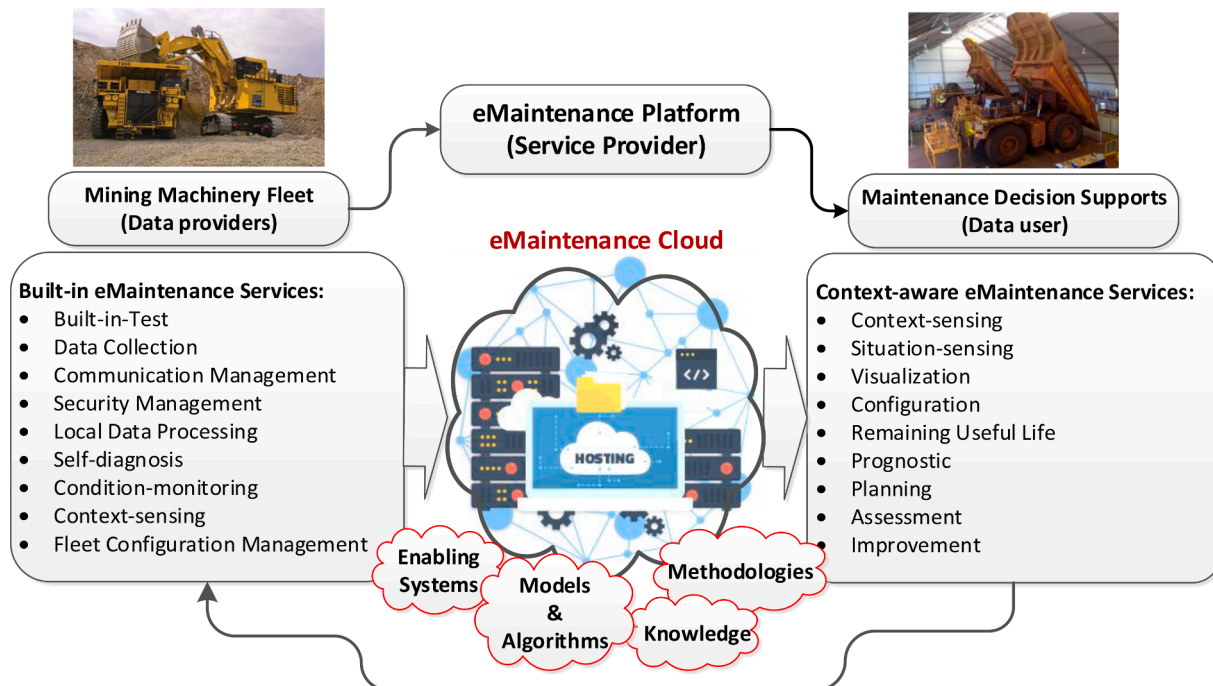 eMaintenance Platform
(Service Provider)
Mining Machinery Fleet
(Data providers)
Maintenance Decision Supports
(Data user)
eMaintenance Cloud
Built-in eMaintenance Services:
• Built-in-Test
• Data Collection
• Communication Management
• Security Management
• Local Data Processing
• Self-diagnosis
• Condition-monitoring
• Context-sensing
• Fleet Configuration Management
</>
HOSTING
Context-aware eMaintenance Services:
• Context-sensing
• Situation-sensing
• Visualization
• Configuration
• Remaining Useful Life
• Prognostic
• Planning
• Assessment
• Improvement
Enabling
Systems
Models
&
Algorithms
Methodologies
Knowledge